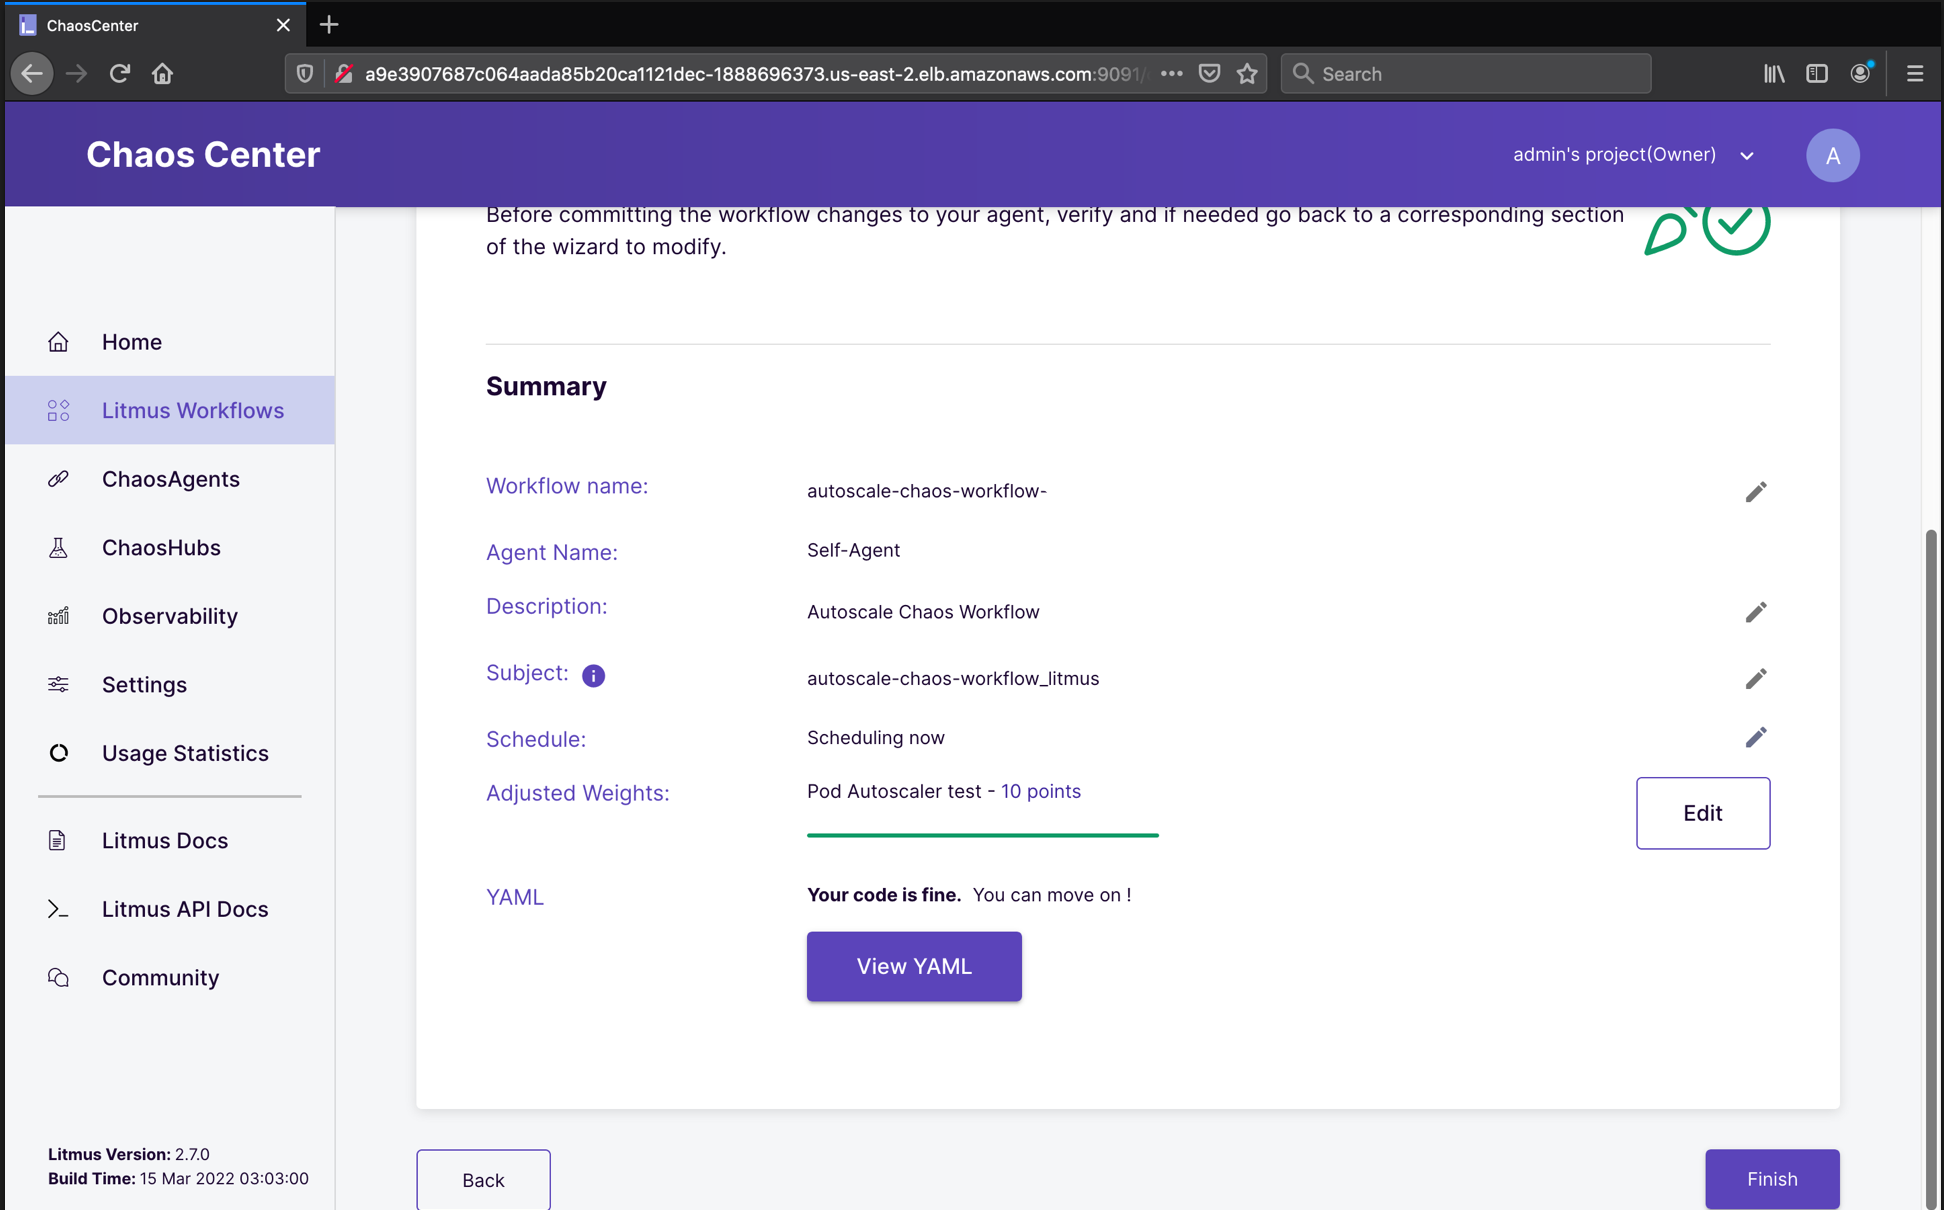 ChaosCenter
a9e3907687c064aada85b20ca1121dec-1888696373.us-east-2.elb.amazonaws.com:9091/
Search
Chaos Center
admin's project(Owner)
A
Before committing the workflow changes to your agent, verify and if needed go back to a corresponding section
of the wizard to modify.
Home
Litmus Workflows
ChaosAgents
ChaosHubs
Observability
Settings
Usage Statistics
Litmus Docs
Litmus API Docs
Community
Litmus Version: 2.7.0
Build Time: 15 Mar 2022 03:03:00
Summary
Workflow name:
autoscale-chaos-workflow-
Agent Name:
Self-Agent
Description:
Autoscale Chaos Workflow
Subject:
autoscale-chaos-workflow_litmus
Schedule:
Scheduling now
Adjusted Weights:
Pod Autoscaler test - 10 points
Edit
YAML
Your code is fine. You can move on !
View YAML
Back
Finish